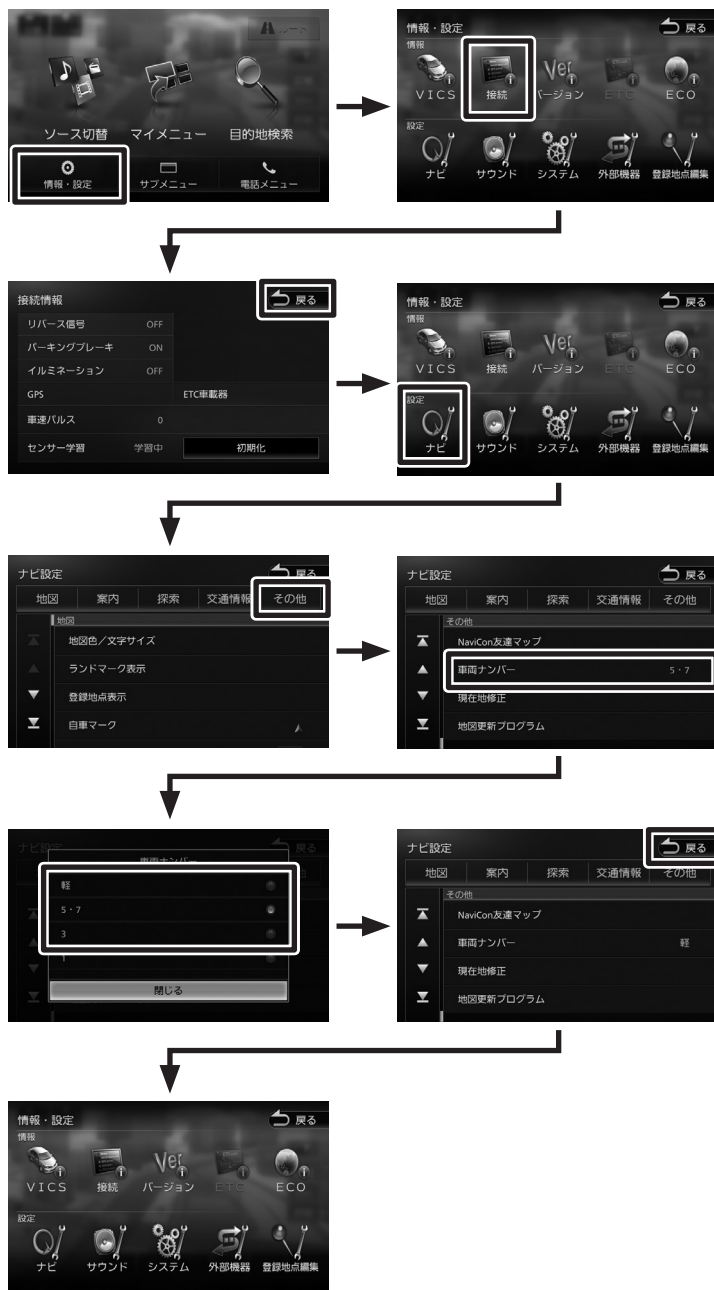 ソース切替 マイメニュー 目的地検索
情報・設定 サブメニュー 電話メニュー
情報・設定 戻る
情報
VICS 接続 バージョン ETC ECO
設定
ナビ サウンド システム 外部機器 登録地点編集
接続情報 戻る
リバース信号 OFF
パーキングブレーキ ON
イルミネーション OFF
GPS ETC車載器
車速パルス 0
センサー学習 学習中 初期化
情報・設定 戻る
情報
VICS 接続 バージョン ETC ECO
設定
ナビ サウンド システム 外部機器 登録地点編集
ナビ設定 戻る
地図 案内 探索 交通情報 その他
地図
地図色／文字サイズ
ランドマーク表示
登録地点表示
自車マーク
ナビ設定 戻る
地図 案内 探索 交通情報 その他
その他
NaviCon友達マップ
車両ナンバー 5・7
現在地修正
地図更新プログラム
ナビ設定 戻る
車両ナンバー
軽
5・7
3
1
閉じる
ナビ設定 戻る
地図 案内 探索 交通情報 その他
その他
NaviCon友達マップ
車両ナンバー 軽
現在地修正
地図更新プログラム
情報・設定 戻る
情報
VICS 接続 バージョン ETC ECO
設定
ナビ サウンド システム 外部機器 登録地点編集